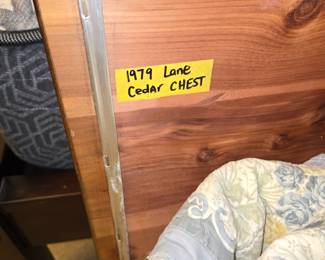 1979 Lane
Cedar CHEST